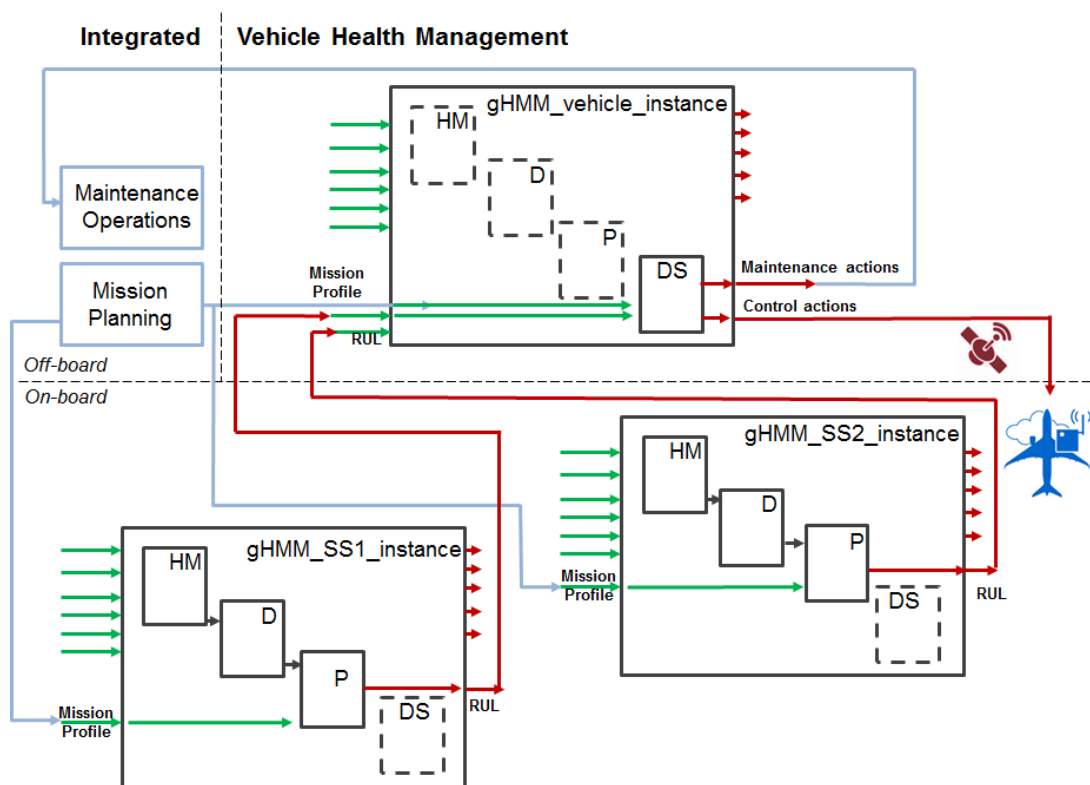 Integrated
Vehicle Health Management
gHMM_vehicle_instance
HM
D
P
DS
Maintenance
Operations
Mission
Planning
Mission
Profile
RUL
Maintenance actions
Control actions
Off-board
On-board
gHMM_SS2_instance
HM
D
P
DS
Mission
Profile
RUL
gHMM_SS1_instance
HM
D
P
DS
Mission
Profile
RUL